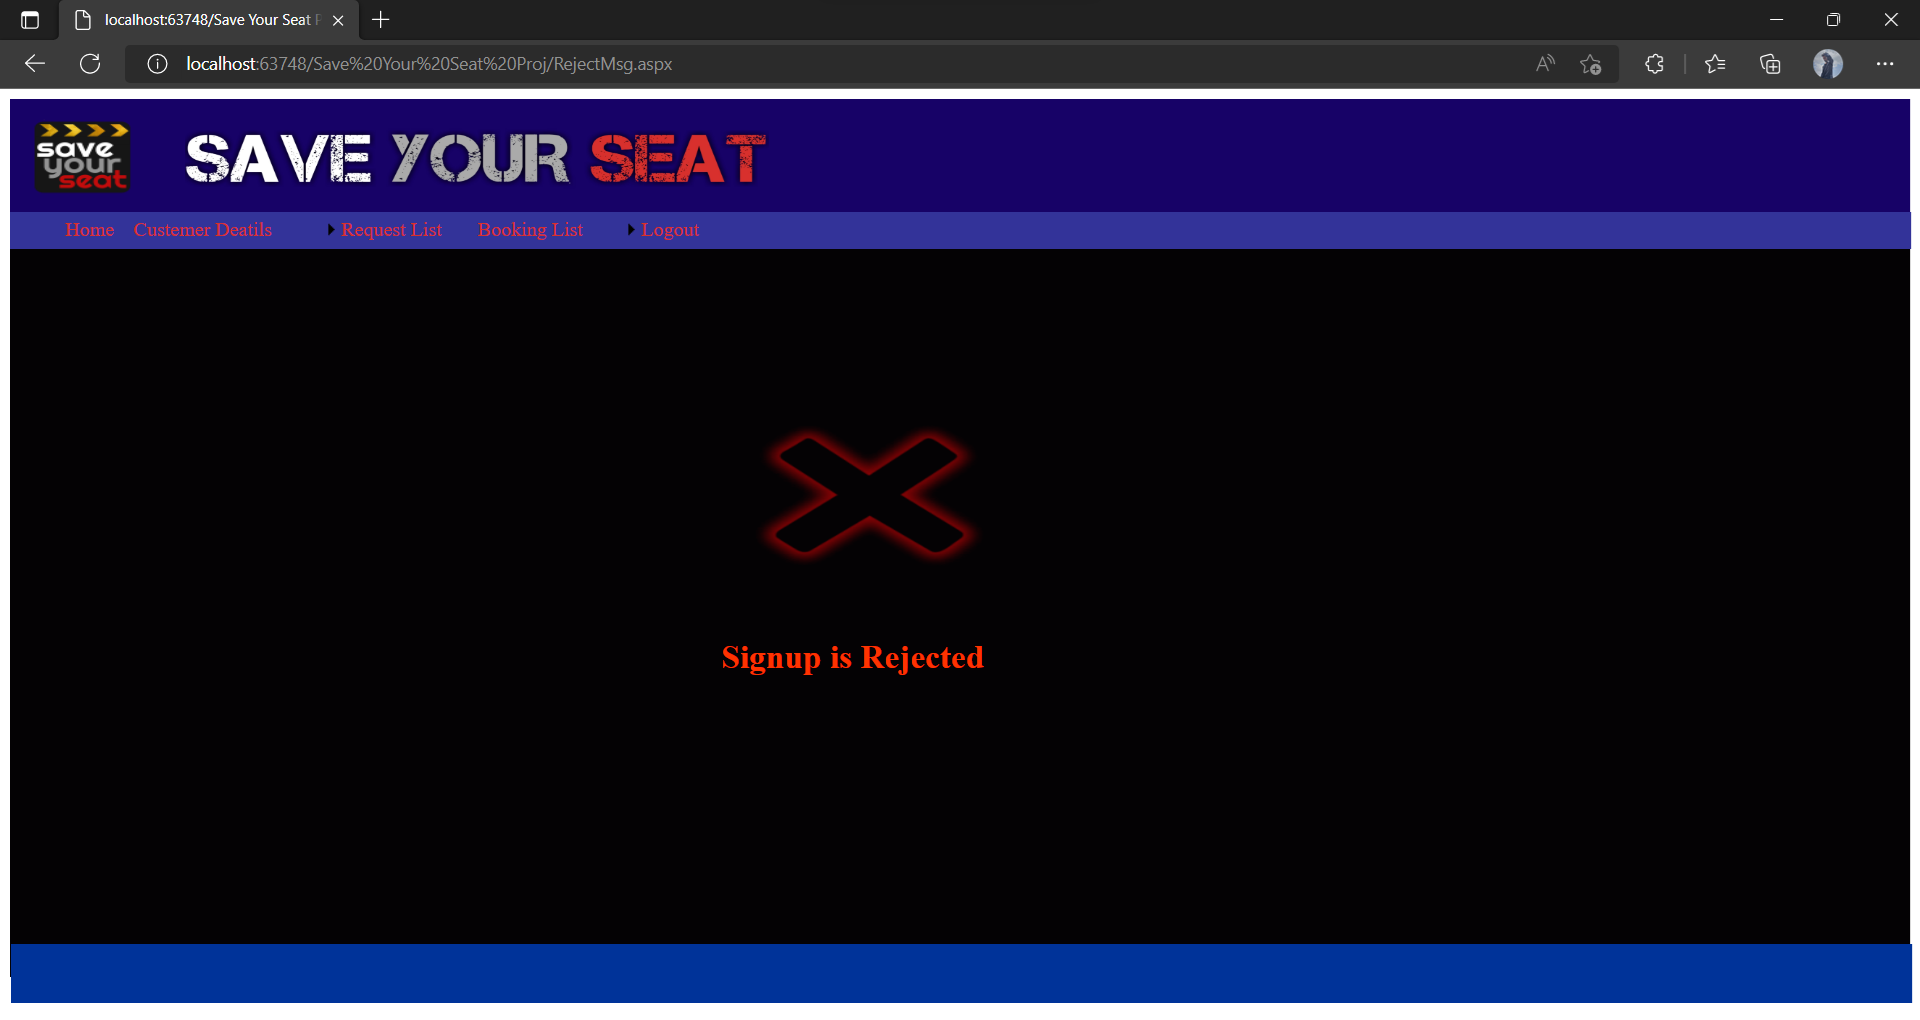 localhost:63748/Save Your Seat P
localhost:63748/Save%20Your%20Seat%20Proj/RejectMsg.aspx
save
your
seat
SAVE YOUR SEAT
Home Custemer Deatils Request List Booking List Logout
Signup is Rejected